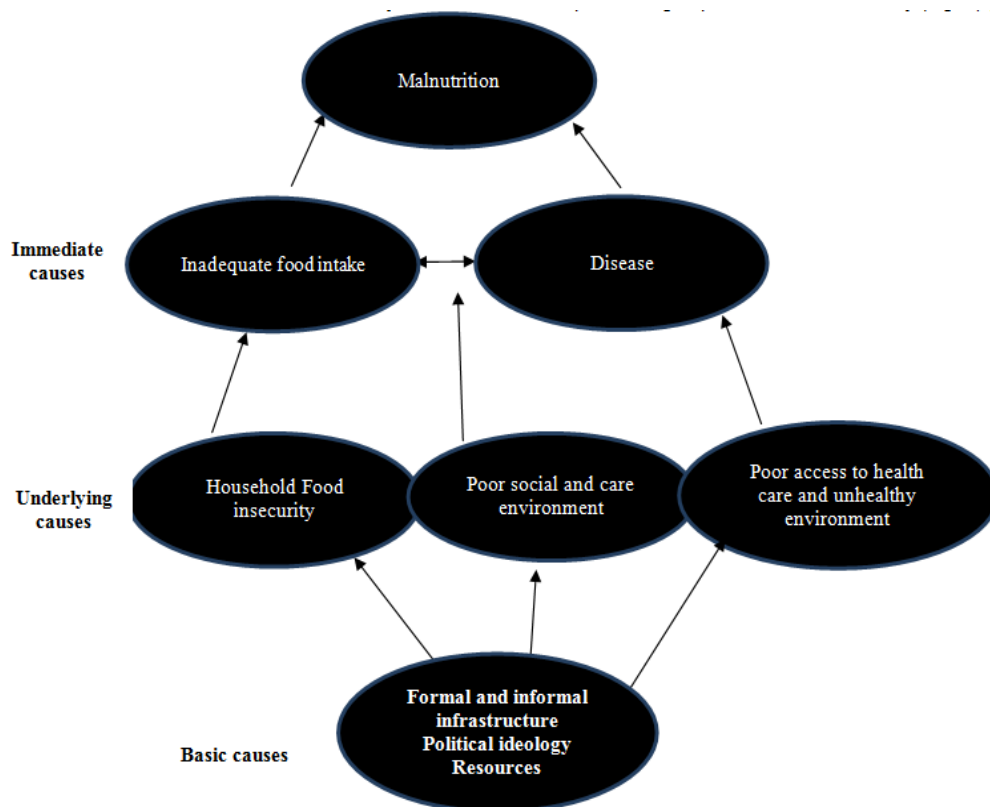 Malnutrition
Immediate
causes
Inadequate food intake
Disease
Underlying
causes
Household Food
insecurity
Poor social and care
environment
Poor access to health
care and unhealthy
environment
Basic causes
Formal and informal
infrastructure
Political ideology
Resources